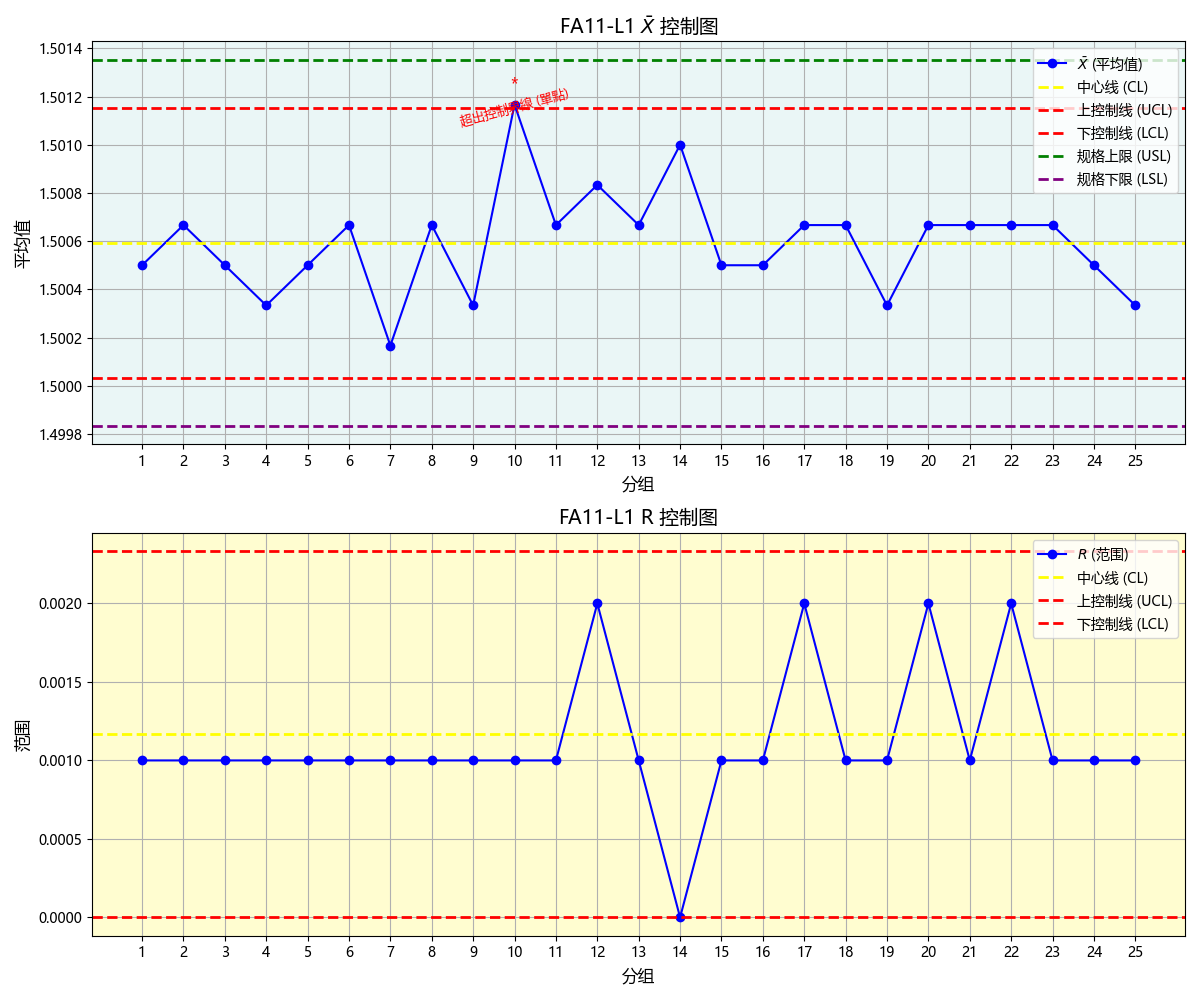 FA11-L1 X̄ 控制图
1.5014
1.5012
1.5010
1.5008
1.5006
1.5004
1.5002
1.5000
1.4998
平均值
*
超出控制界線 (單點)
X̄ (平均值)
中心线 (CL)
上控制线 (UCL)
下控制线 (LCL)
规格上限 (USL)
规格下限 (LSL)
1 2 3 4 5 6 7 8 9 10 11 12 13 14 15 16 17 18 19 20 21 22 23 24 25
分组
FA11-L1 R 控制图
0.0020
0.0015
0.0010
0.0005
0.0000
范围
R (范围)
中心线 (CL)
上控制线 (UCL)
下控制线 (LCL)
1 2 3 4 5 6 7 8 9 10 11 12 13 14 15 16 17 18 19 20 21 22 23 24 25
分组